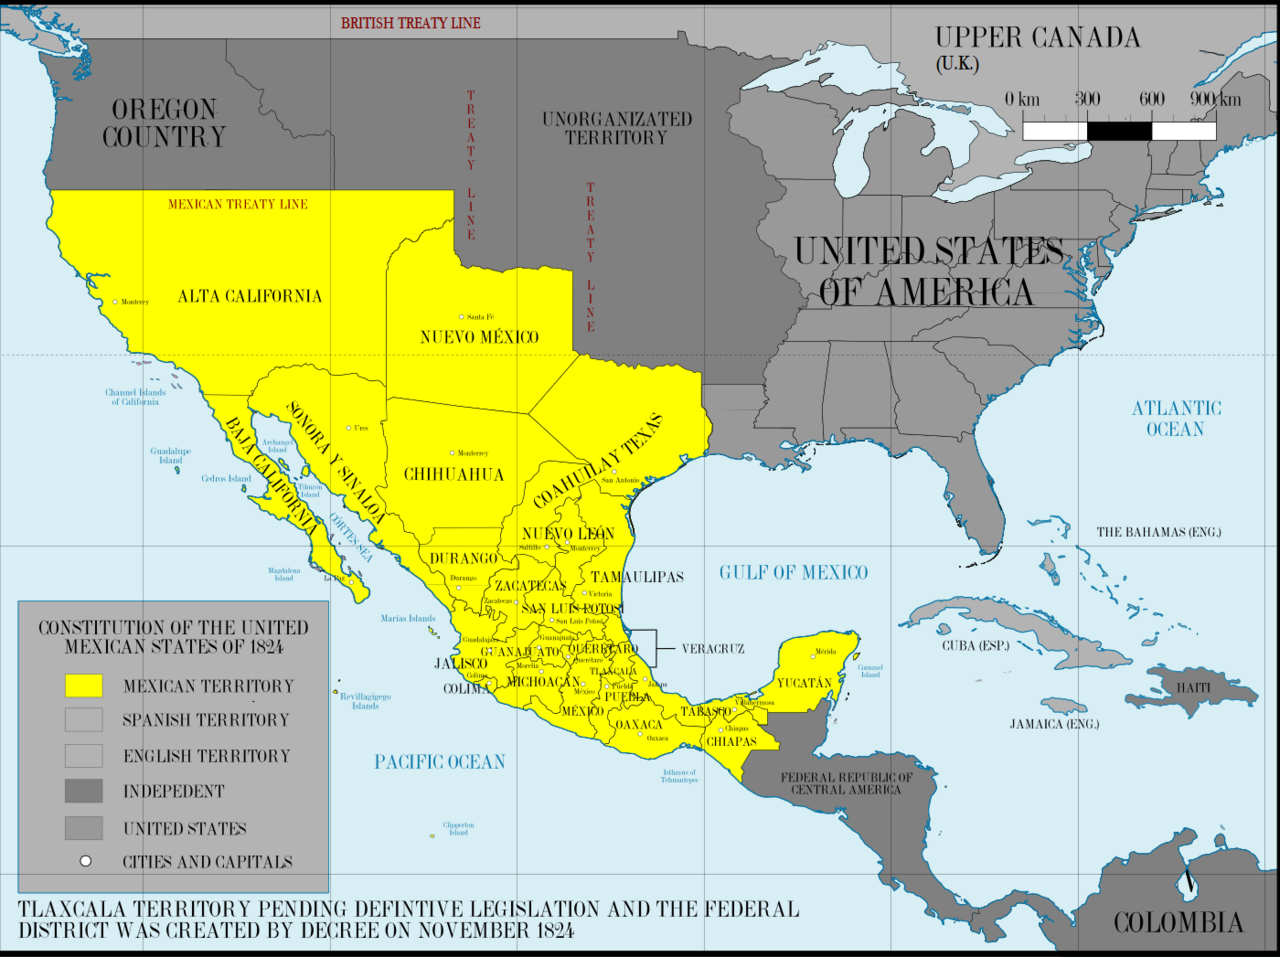 BRITISH TREATY LINE
UPPER CANADA
(U.K.)
0 km 300 600 900 km
OREGON
COUNTRY
TREATY LINE
UNORGANIZATED
TERRITORY
TREATY LINE
MEXICAN TREATY LINE
UNITED STATES
OF AMERICA
ALTA CALIFORNIA
Monterey
Santa Fé
NUEVO MÉXICO
Channel Islands
of California
ATLANTIC
OCEAN
SONORA Y SINALOA
Ures
BAJA CALIFORNIA
Archangel
Island
Guadalupe
Island
Cedros Island
Tiburón
Island
CÓRTES SEA
Monterrey
CHIHUAHUA
COAHUILA Y TEXAS
San Antonio
NUEVO LEÓN
Saltillo
Monterrey
THE BAHAMAS (ENG.)
DURANGO
Durango
Magdalena
Island
La Paz
ZACATECAS
Zacatecas
TAMAULIPAS
Victoria
GULF OF MEXICO
SAN LUIS POTOSÍ
San Luis Potosí
Marías Islands
Guadalajara
Guanajuato
GUANAJUATO
QUERÉTARO
Querétaro
VERACRUZ
CUBA (ESP.)
Mérida
YUCATÁN
Cozumel
Island
HAITI
JALISCO
Colima
COLIMA
Morelia
MICHOACÁN
TLAXCALA
México
Puebla
PUEBLA
Jalapa
MÉXICO
TABASCO
Villahermosa
JAMAICA (ENG.)
OAXACA
Oaxaca
Chiapas
CHIAPAS
Revillagigego
Islands
PACIFIC OCEAN
Isthmus of
Tehuantepec
FEDERAL REPUBLIC OF
CENTRAL AMERICA
Clipperton
Island
COLOMBIA
CONSTITUTION OF THE UNITED
MEXICAN STATES OF 1824
MEXICAN TERRITORY
SPANISH TERRITORY
ENGLISH TERRITORY
INDEPEDENT
UNITED STATES
CITIES AND CAPITALS
TLAXCALA TERRITORY PENDING DEFINTIVE LEGISLATION AND THE FEDERAL
DISTRICT WAS CREATED BY DECREE ON NOVEMBER 1824